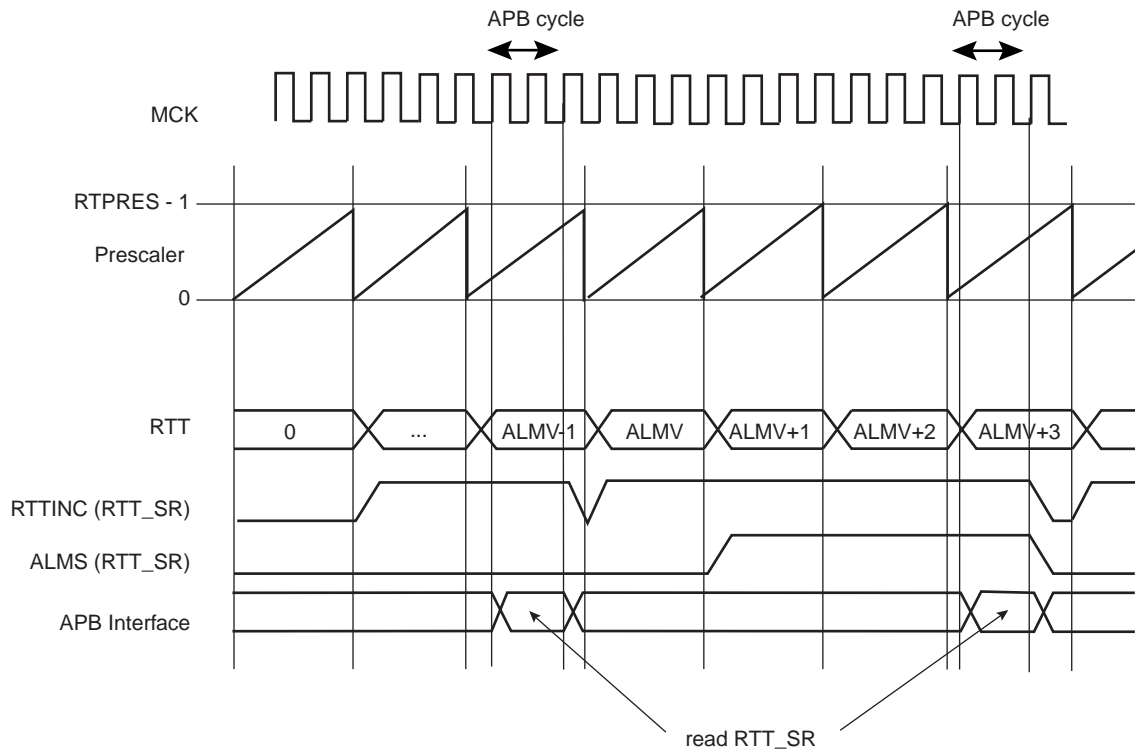 APB cycle
APB cycle
MCK
RTPRES - 1
Prescaler
0
RTT
0
...
ALMV-1
ALMV
ALMV+1
ALMV+2
ALMV+3
RTTINC (RTT_SR)
ALMS (RTT_SR)
APB Interface
read RTT_SR